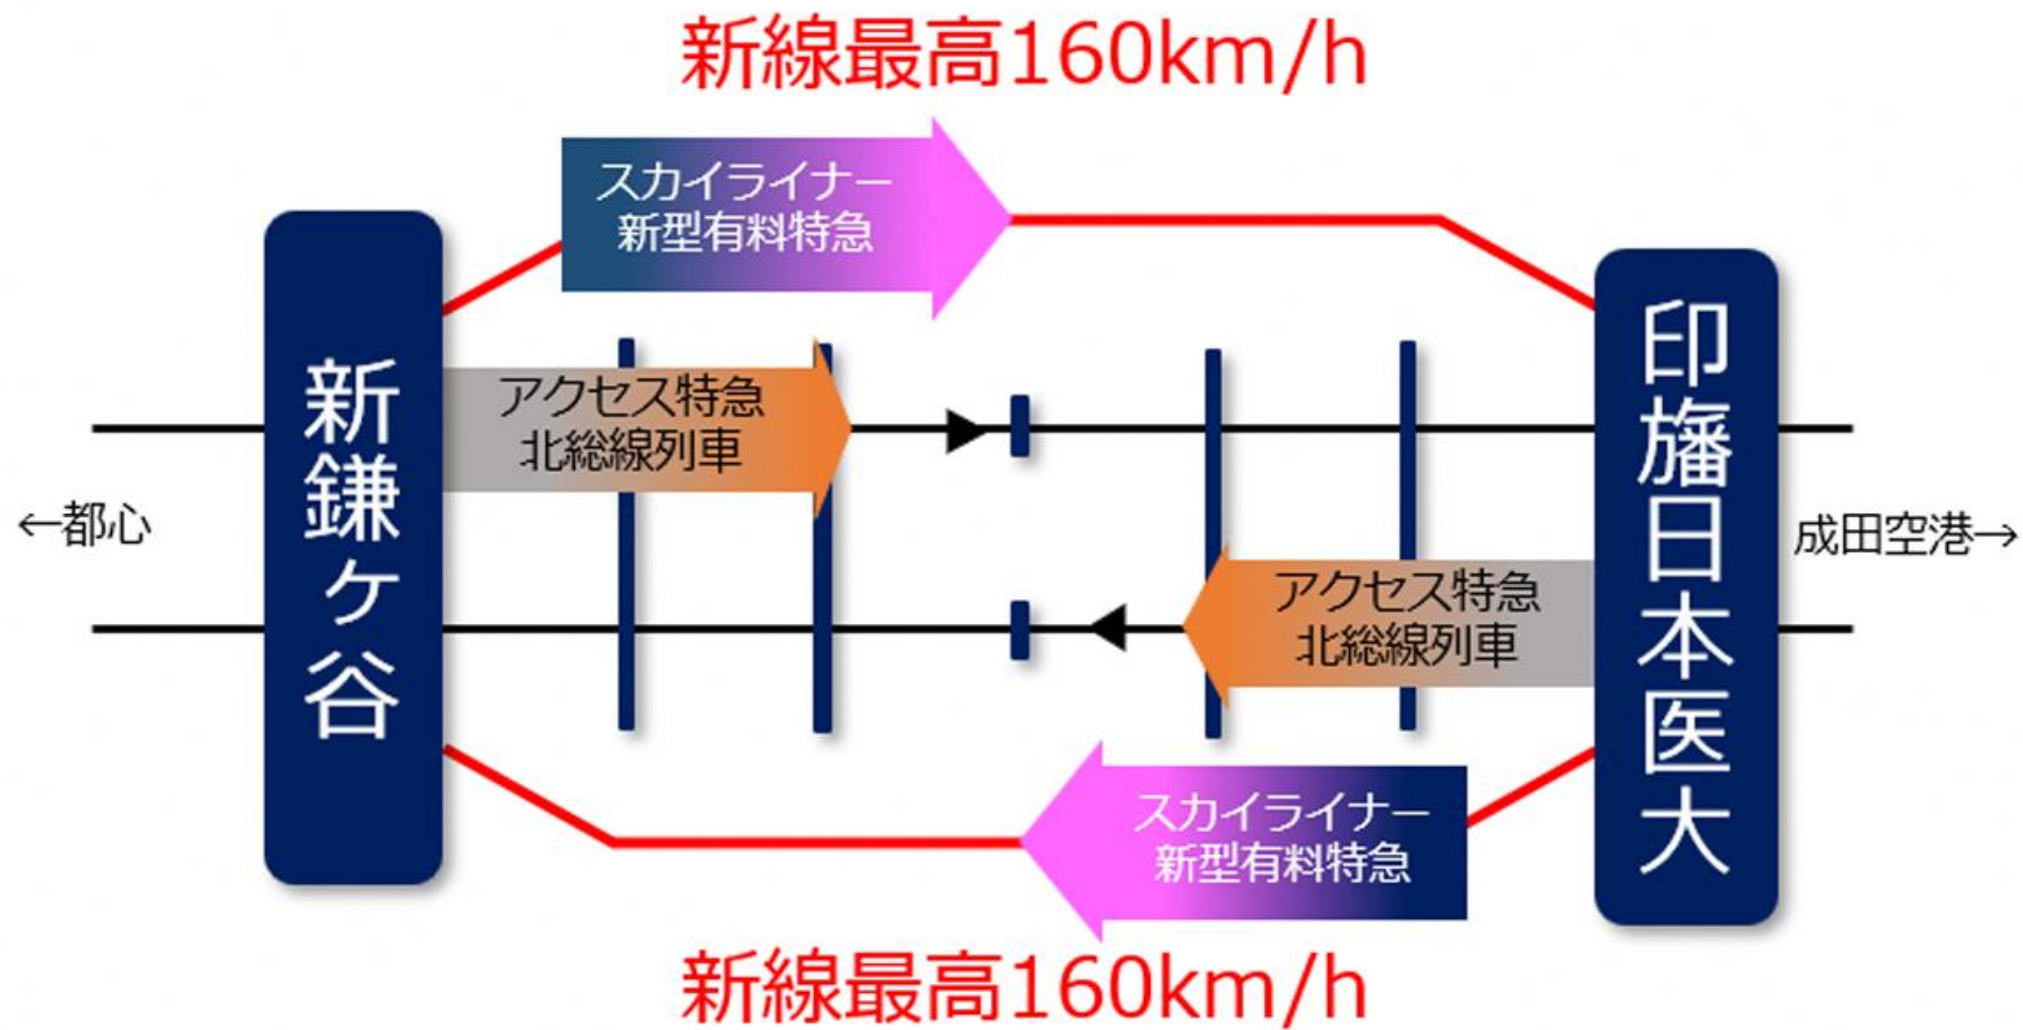 新線最高160km/h
スカイライナー
新型有料特急
新鎌ヶ谷
アクセス特急
北総線列車
印旛日本医大
←都心
成田空港→
アクセス特急
北総線列車
スカイライナー
新型有料特急
新線最高160km/h